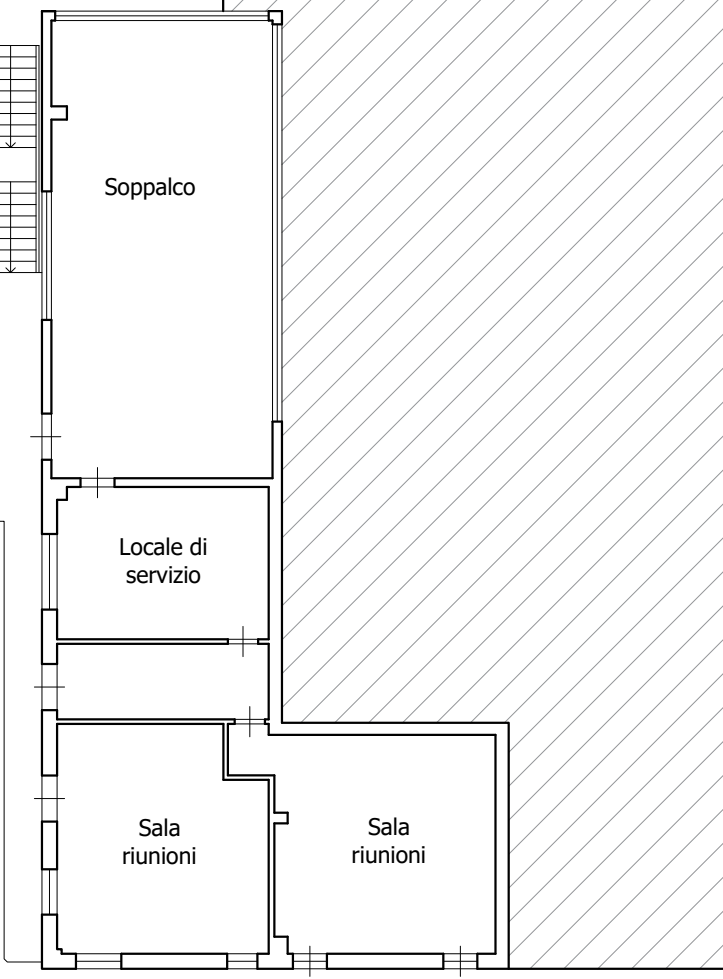 Soppalco
Locale di
servizio
Sala
riunioni
Sala
riunioni